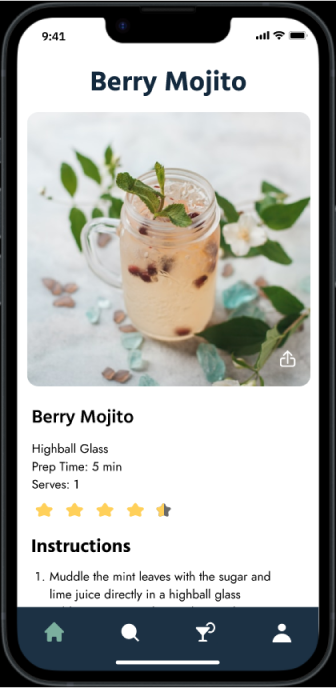 9:41
Berry Mojito
Berry Mojito
Highball Glass
Prep Time: 5 min
Serves: 1
Instructions
1. Muddle the mint leaves with the sugar and
lime juice directly in a highball glass